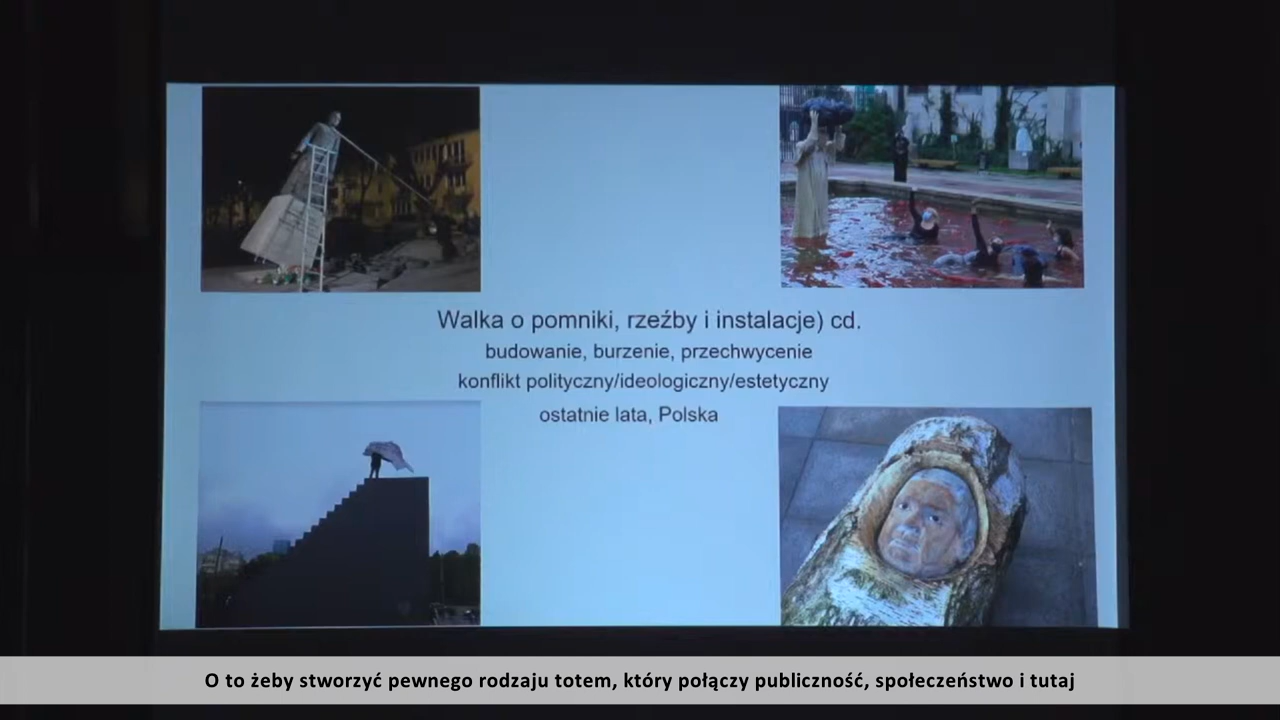 Walka o pomniki, rzeźby i instalacje) cd.
budowanie, burzenie, przechwycenie
konflikt polityczny/ideologiczny/estetyczny
ostatnie lata, Polska
O to żeby stworzyć pewnego rodzaju totem, który połączy publiczność, społeczeństwo i tutaj